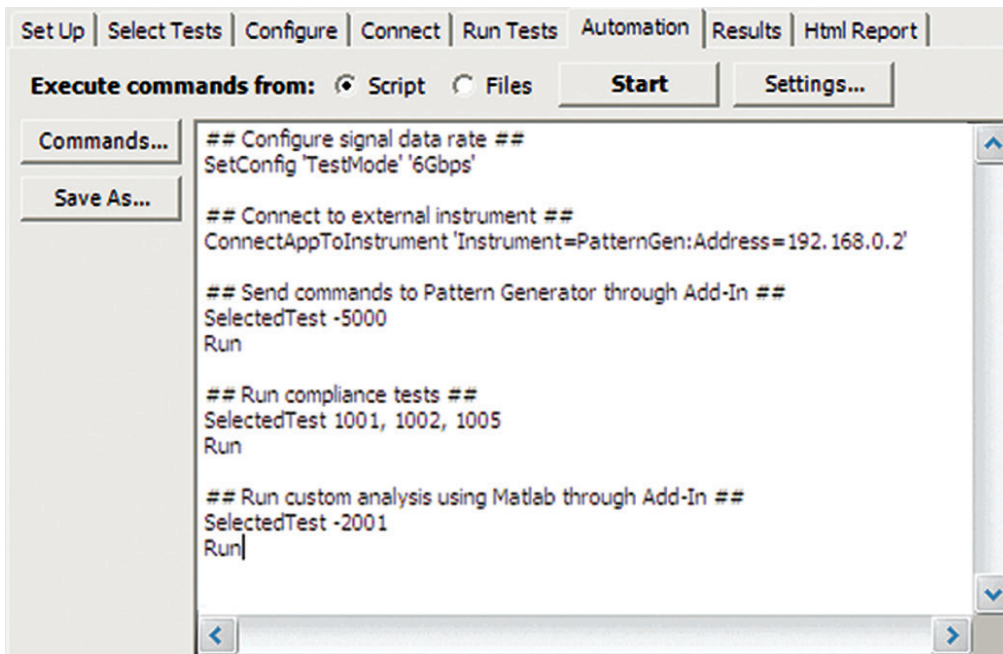 Set Up Select Tests Configure Connect Run Tests Automation Results Html Report
Execute commands from: Script Files Start Settings...
Commands...
Save As...
## Configure signal data rate ##
SetConfig 'TestMode' '6Gbps'
## Connect to external instrument ##
ConnectAppToInstrument 'Instrument=PatternGen:Address=192.168.0.2'
## Send commands to Pattern Generator through Add-In ##
SelectedTest -5000
Run
## Run compliance tests ##
SelectedTest 1001, 1002, 1005
Run
## Run custom analysis using Matlab through Add-In ##
SelectedTest -2001
Run